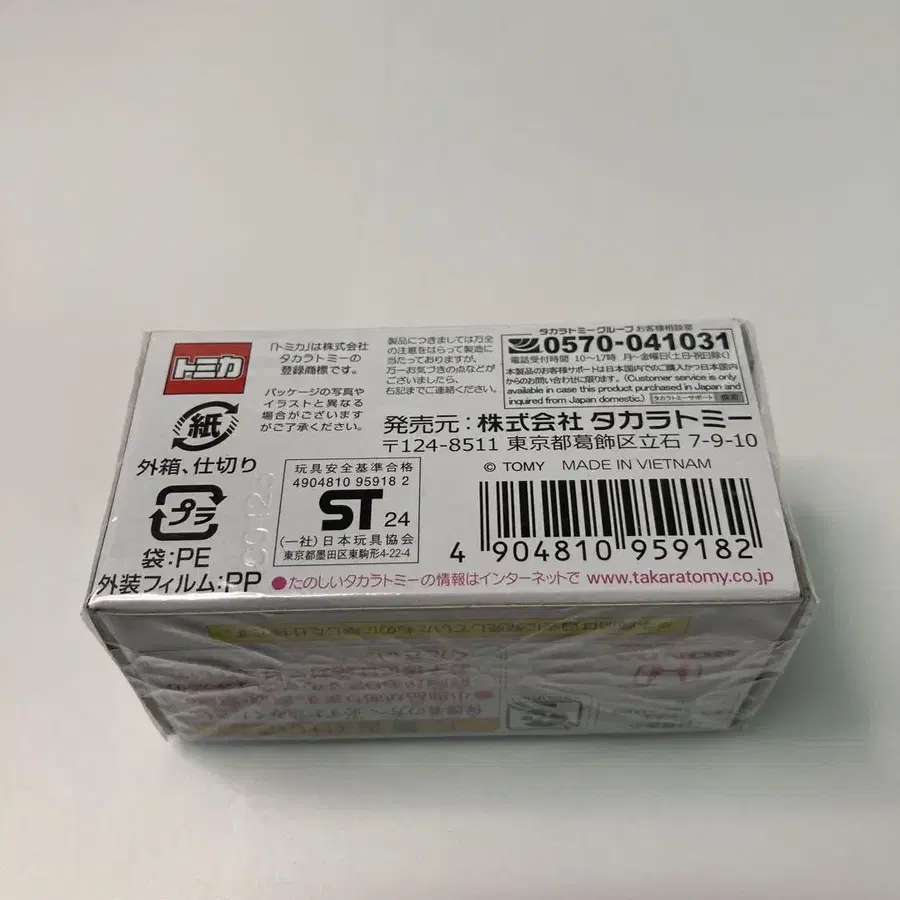 トミカ
「トミカ」は株式会社
タカラトミーの
登録商標です。
パッケージの写真や
イラストと異なる
場合がございます
がご了承ください。
製品につきましては万全
の注意をはらって製造に
当たっておりますが、
万一お気づきの点などが
ございましたら、
右記までご連絡ください。
タカラトミーグループ お客様相談室
0570-041031
電話受付時間 10〜17時 月〜金曜日(土・日・祝日除く)
本製品のお客様サポートは日本国内でのご購入かつ日本国内
からのお問い合わせに限ります。(Customer service is only
available in case this product purchased in Japan and
inquired from Japan domestic.)
タカラトミーサポート 検索
発売元：株式会社 タカラトミー
〒124-8511 東京都葛飾区立石 7-9-10
© TOMY MADE IN VIETNAM
紙
外箱、仕切り
プラ
袋:PE
外装フィルム:PP
玩具安全基準合格
4904810 95918 2
ST 24
(一社)日本玩具協会
東京都墨田区東駒形4-22-4
4 904810 959182
●たのしいタカラトミーの情報はインターネットで www.takaratomy.co.jp